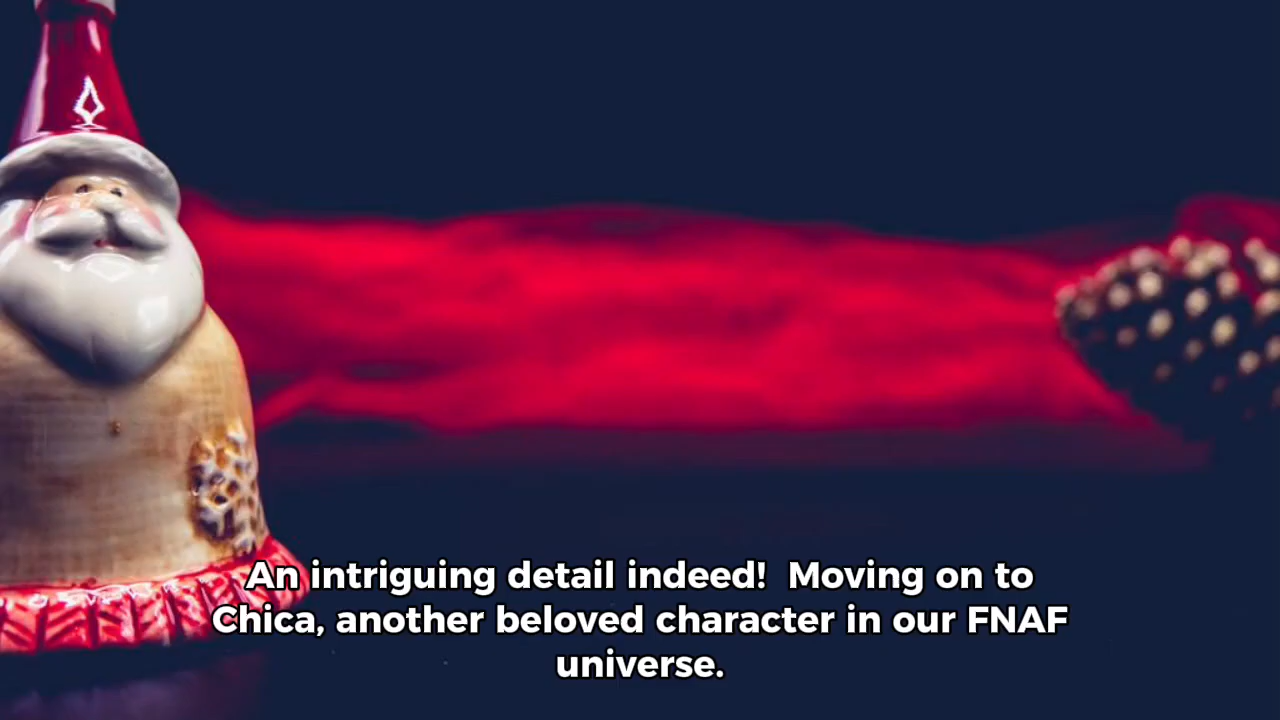 An intriguing detail indeed!  Moving on to
Chica, another beloved character in our FNAF
universe.